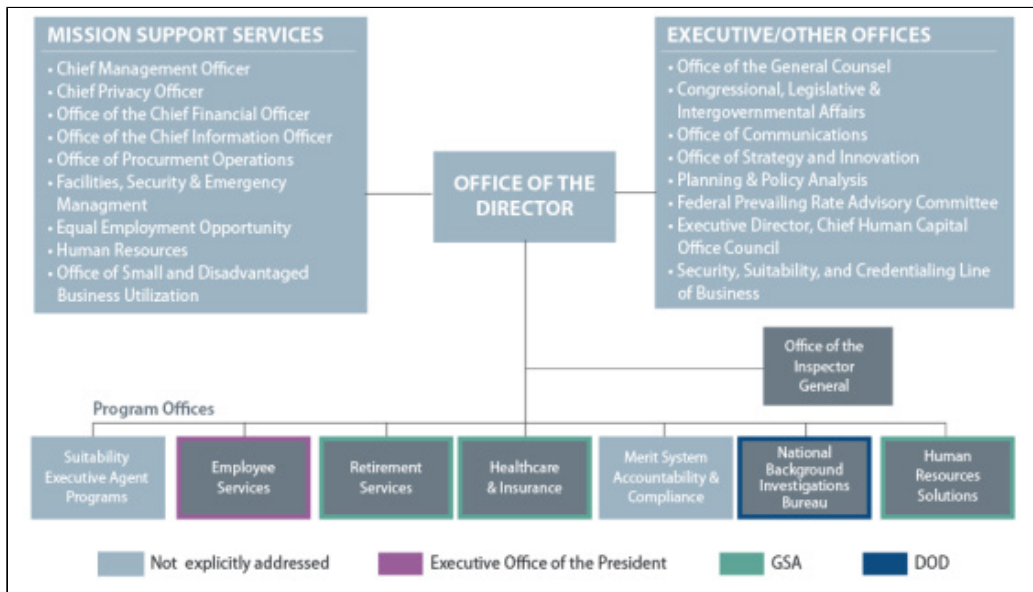 MISSION SUPPORT SERVICES
• Chief Management Officer
• Chief Privacy Officer
• Office of the Chief Financial Officer
• Office of the Chief Information Officer
• Office of Procurment Operations
• Facilities, Security & Emergency
Managment
• Equal Employment Opportunity
• Human Resources
• Office of Small and Disadvantaged
Business Utilization
OFFICE OF THE
DIRECTOR
EXECUTIVE/OTHER OFFICES
• Office of the General Counsel
• Congressional, Legislative &
Intergovernmental Affairs
• Office of Communications
• Office of Strategy and Innovation
• Planning & Policy Analysis
• Federal Prevailing Rate Advisory Committee
• Executive Director, Chief Human Capital
Office Council
• Security, Suitability, and Credentialing Line
of Business
Office of the
Inspector
General
Program Offices
Suitability
Executive Agent
Programs
Employee
Services
Retirement
Services
Healthcare
& Insurance
Merit System
Accountability &
Compliance
National
Background
Investigations
Bureau
Human
Resources
Solutions
Not explicitly addressed
Executive Office of the President
GSA
DOD